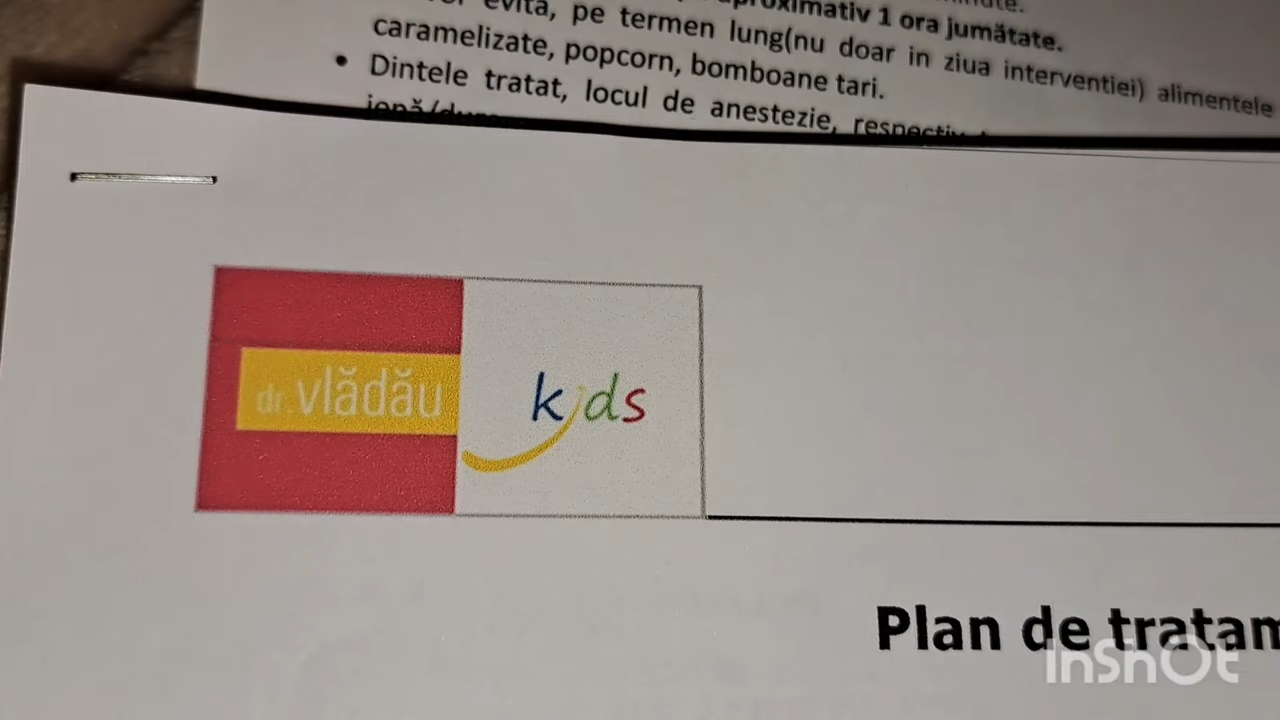 evita, pe termen lung(nu doar in ziua interventiei) alimentele
aproximativ 1 ora jumătate.
caramelizate, popcorn, bomboane tari.
• Dintele tratat, locul de anestezie, respectiv
dr. vlădău
kids
Plan de tratam
InShOt